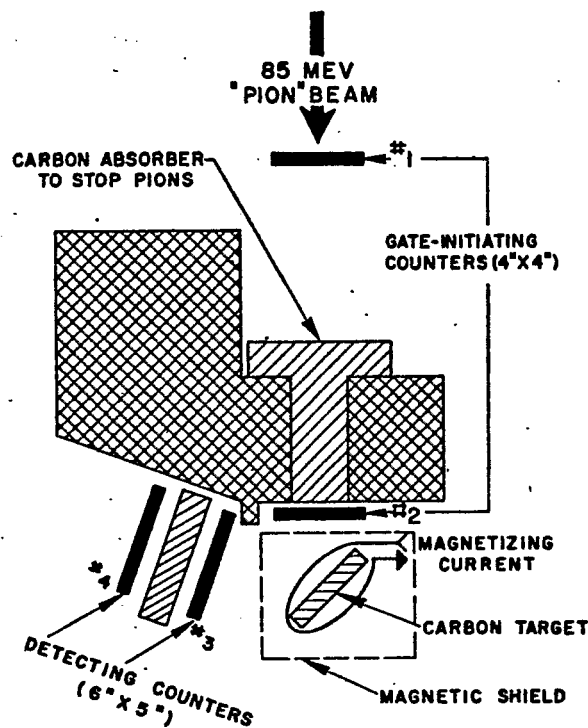 85 MEV
"PION" BEAM
#1
CARBON ABSORBER
TO STOP PIONS
GATE-INITIATING
COUNTERS (4"X4")
#2
MAGNETIZING
CURRENT
#4
#3
CARBON TARGET
DETECTING COUNTERS
(6"X5")
MAGNETIC SHIELD